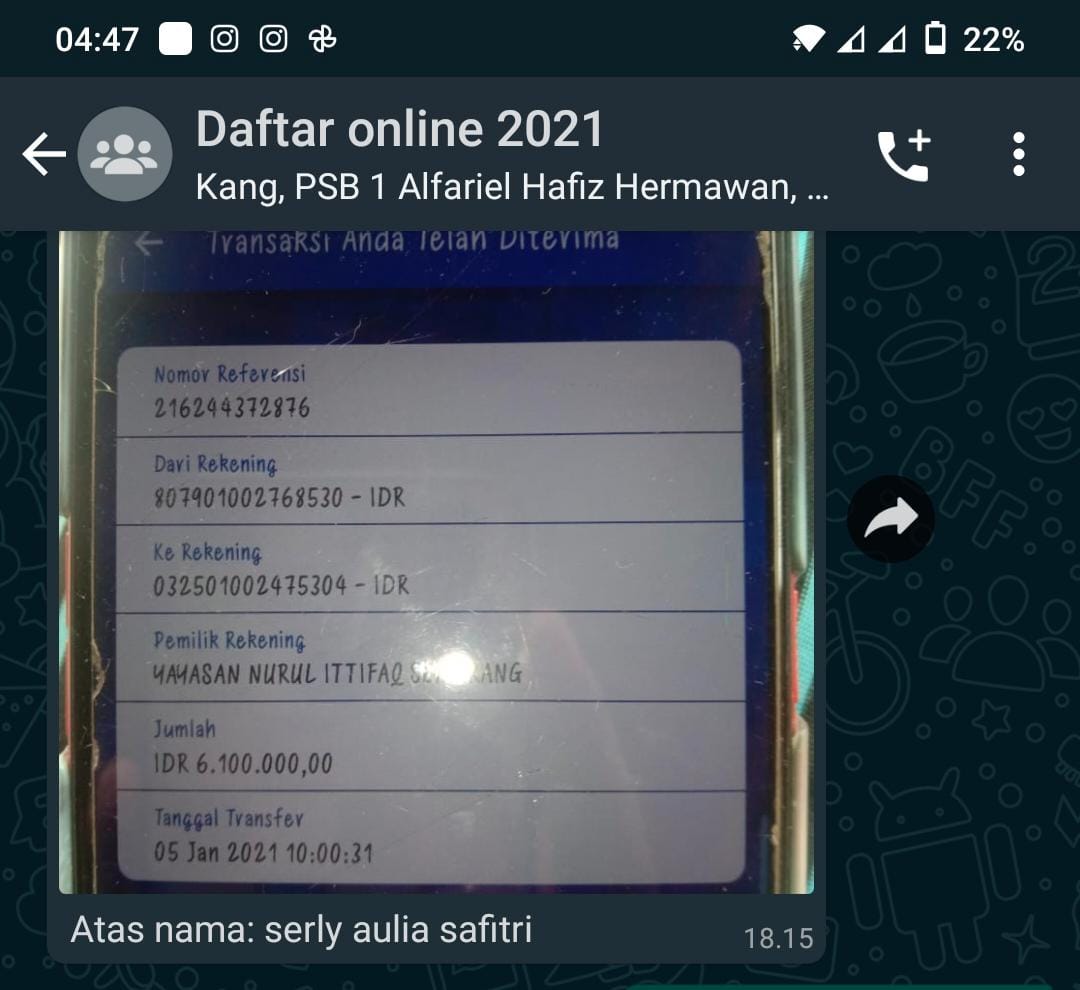 04:47
22%
Daftar online 2021
Kang, PSB 1 Alfariel Hafiz Hermawan, ...
Transaksi Anda Telah Diterima
Nomor Referensi
216244372876
Dari Rekening
807901002768530 - IDR
Ke Rekening
032501002475304 - IDR
Pemilik Rekening
YAYASAN NURUL ITTIFAQ
Jumlah
IDR 6.100.000,00
Tanggal Transfer
05 Jan 2021 10:00:31
Atas nama: serly aulia safitri
18.15
2
BFF